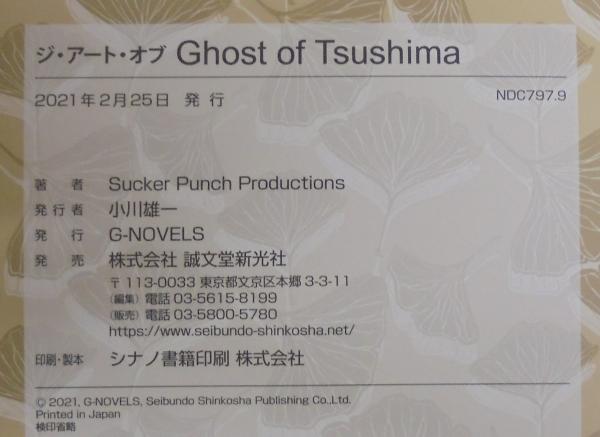 ジ・アート・オブ Ghost of Tsushima
2021年2月25日 発行 NDC797.9
著者 Sucker Punch Productions
発行者 小川雄一
発行 G-NOVELS
発売 株式会社 誠文堂新光社
〒113-0033 東京都文京区本郷 3-3-11
(編集) 電話 03-5615-8199
(販売) 電話 03-5800-5780
https://www.seibundo-shinkosha.net/
印刷・製本 シナノ書籍印刷 株式会社
© 2021, G-NOVELS, Seibundo Shinkosha Publishing Co.,Ltd.
Printed in Japan
検印省略